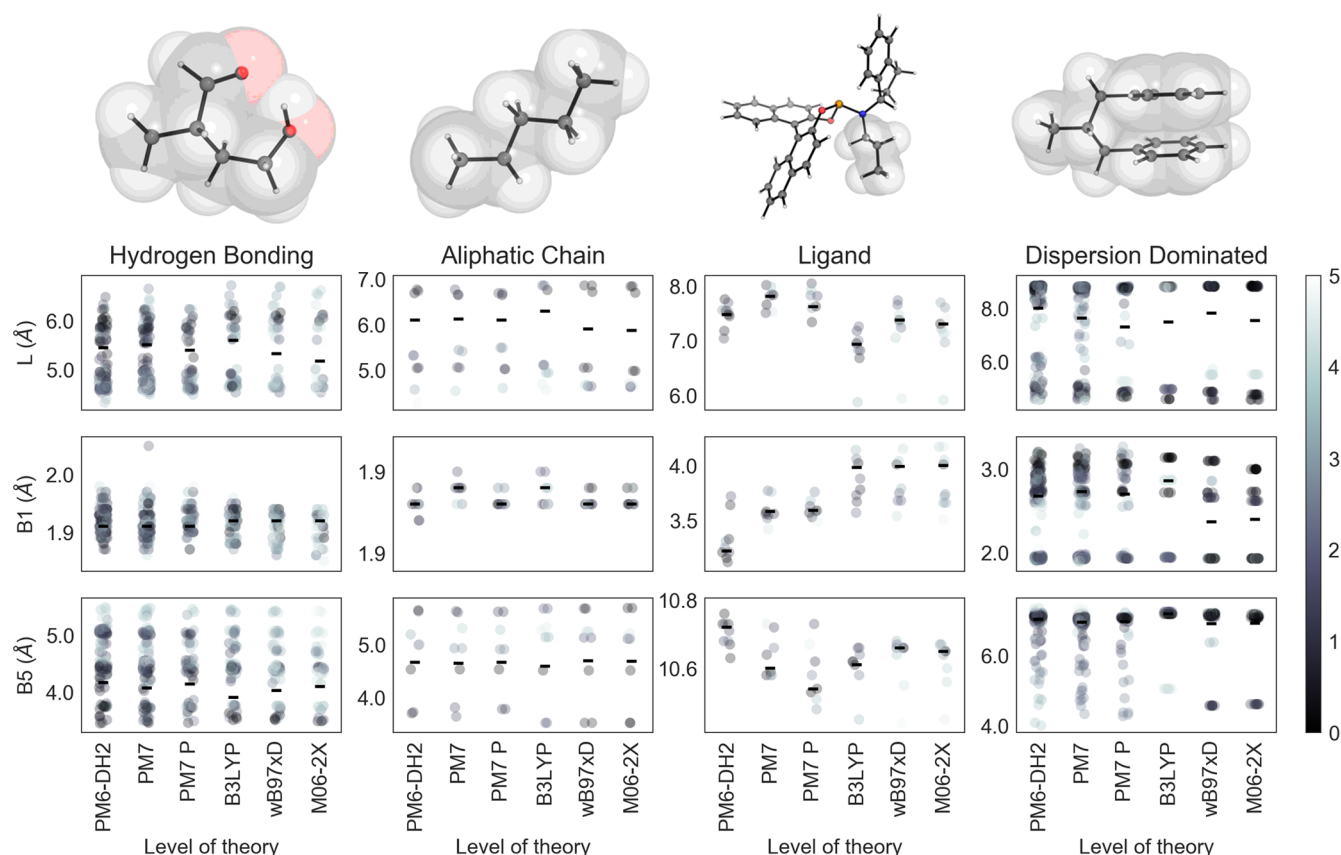 Hydrogen Bonding
Aliphatic Chain
Ligand
Dispersion Dominated
L (Å)
6.0
5.0
7.0
6.0
5.0
8.0
7.0
6.0
8.0
6.0
B1 (Å)
2.0
1.9
1.9
1.9
4.0
3.5
3.0
2.0
B5 (Å)
5.0
4.0
5.0
4.0
10.8
10.6
6.0
4.0
5
4
3
2
1
0
PM6-DH2
PM7
PM7 P
B3LYP
wB97xD
M06-2X
PM6-DH2
PM7
PM7 P
B3LYP
wB97xD
M06-2X
PM6-DH2
PM7
PM7 P
B3LYP
wB97xD
M06-2X
PM6-DH2
PM7
PM7 P
B3LYP
wB97xD
M06-2X
Level of theory
Level of theory
Level of theory
Level of theory